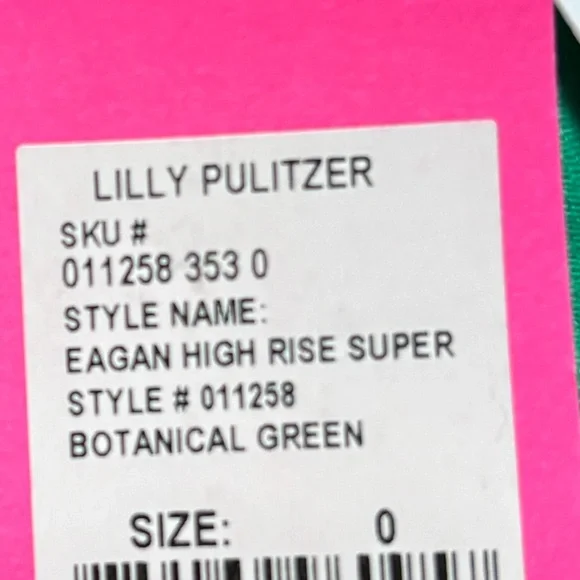 LILLY PULITZER
SKU #
011258 353 0
STYLE NAME:
EAGAN HIGH RISE SUPER
STYLE # 011258
BOTANICAL GREEN
SIZE: 0